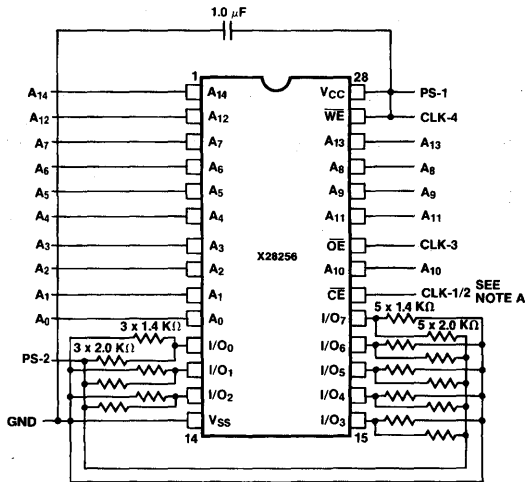 1.0 µF
1 28
A14 A14 VCC PS-1
A12 A12 WE CLK-4
A7 A7 A13 A13
A6 A6 A8 A8
A5 A5 A9 A9
A4 A4 A11 A11
A3 A3 OE CLK-3
X28256
A2 A2 A10 A10
A1 A1 CE CLK-1/2 SEE NOTE A
A0 A0 I/O7 5 x 1.4 KΩ
3 x 1.4 KΩ 5 x 2.0 KΩ
I/O0 I/O6
3 x 2.0 KΩ
PS-2
I/O1 I/O5
I/O2 I/O4
GND VSS I/O3
14 15